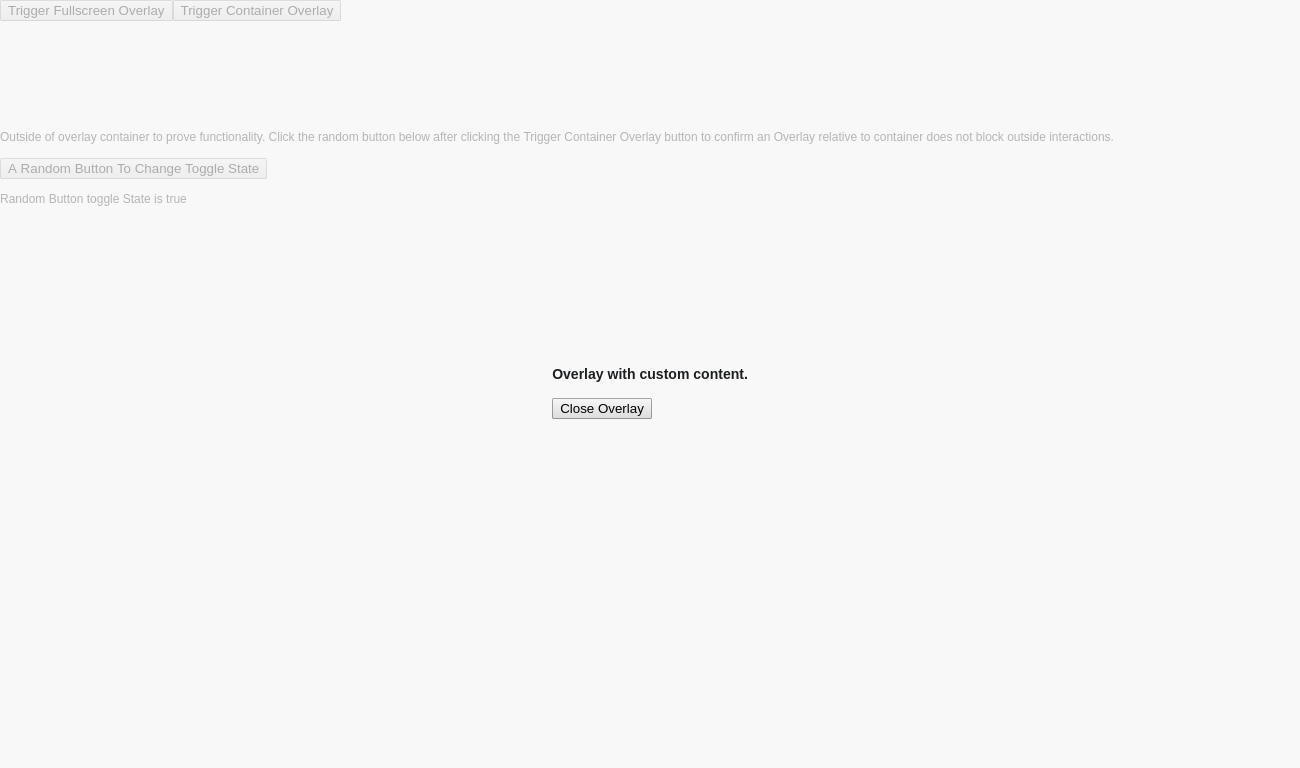 Trigger Fullscreen Overlay Trigger Container Overlay
Outside of overlay container to prove functionality. Click the random button below after clicking the Trigger Container Overlay button to confirm an Overlay relative to container does not block outside interactions.
A Random Button To Change Toggle State
Random Button toggle State is true
Overlay with custom content.
Close Overlay